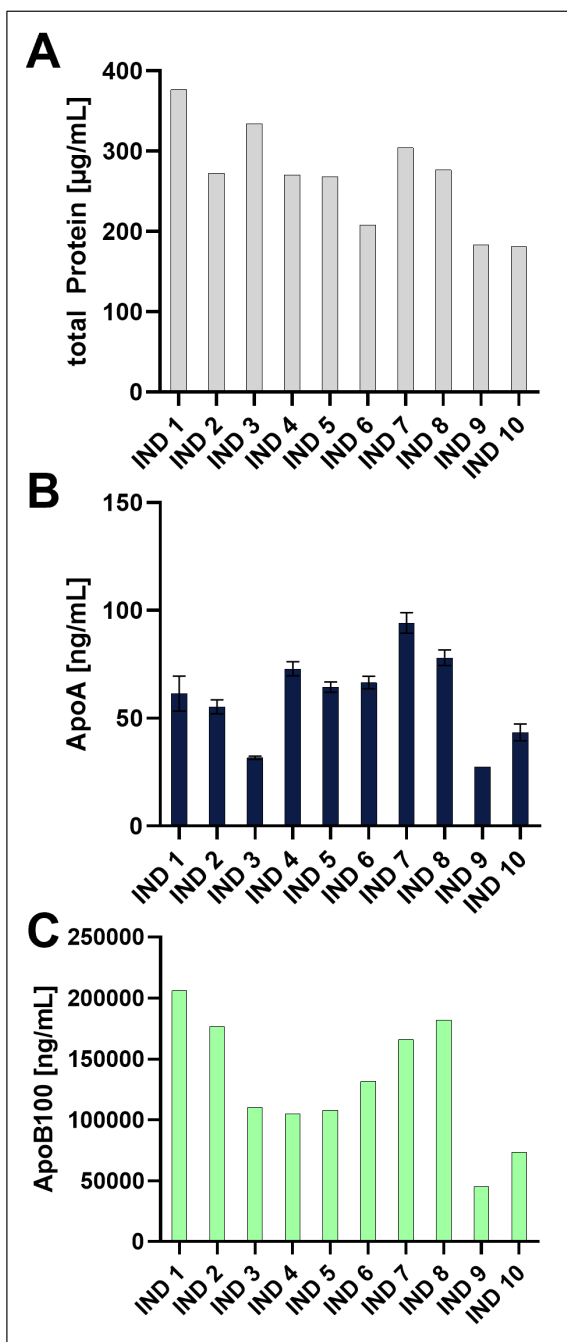 A
total Protein [µg/mL]
400
300
200
100
0
IND 1
IND 2
IND 3
IND 4
IND 5
IND 6
IND 7
IND 8
IND 9
IND 10
B
ApoA [ng/mL]
150
100
50
0
IND 1
IND 2
IND 3
IND 4
IND 5
IND 6
IND 7
IND 8
IND 9
IND 10
C
ApoB100 [ng/mL]
250000
200000
150000
100000
50000
0
IND 1
IND 2
IND 3
IND 4
IND 5
IND 6
IND 7
IND 8
IND 9
IND 10